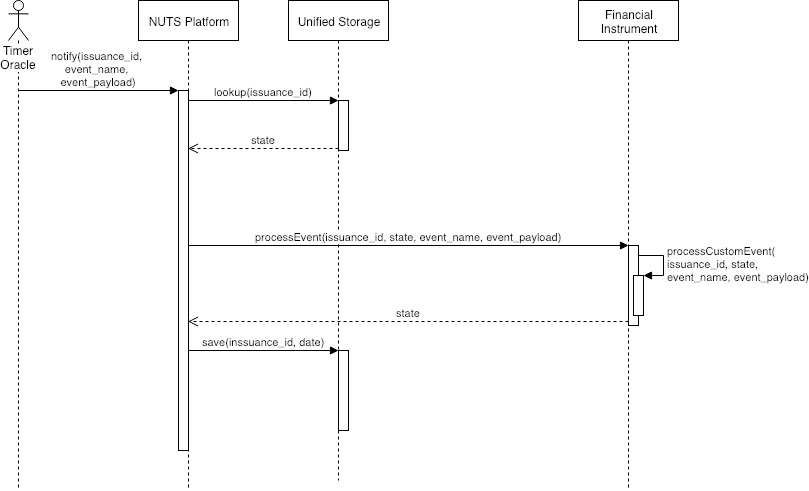 NUTS Platform
Unified Storage
Financial
Instrument
Timer
Oracle
notify(issuance_id,
event_name,
event_payload)
lookup(issuance_id)
state
processEvent(issuance_id, state, event_name, event_payload)
processCustomEvent(
issuance_id, state,
event_name, event_payload)
state
save(inssuance_id, date)